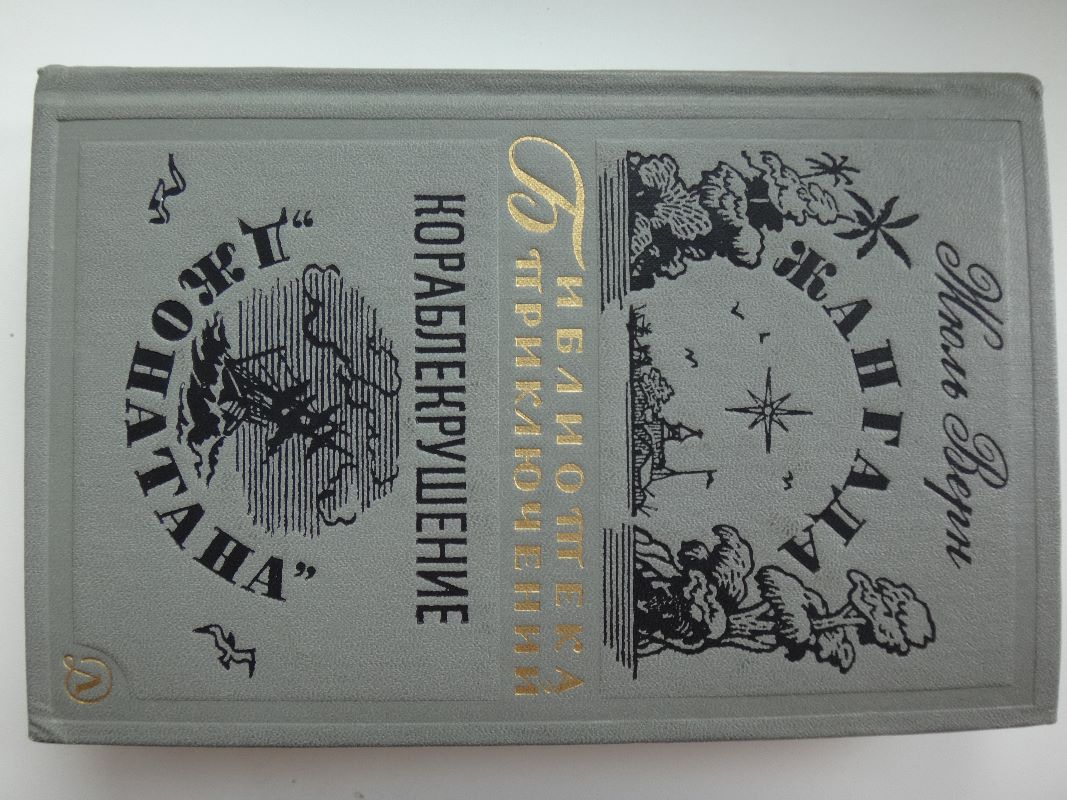 Жюль Верн
ЖАНГАДА
БИБЛИОТЕКА
ПРИКЛЮЧЕНИЙ
КОРАБЛЕКРУШЕНИЕ
„ДЖОНАТАНА”
Д